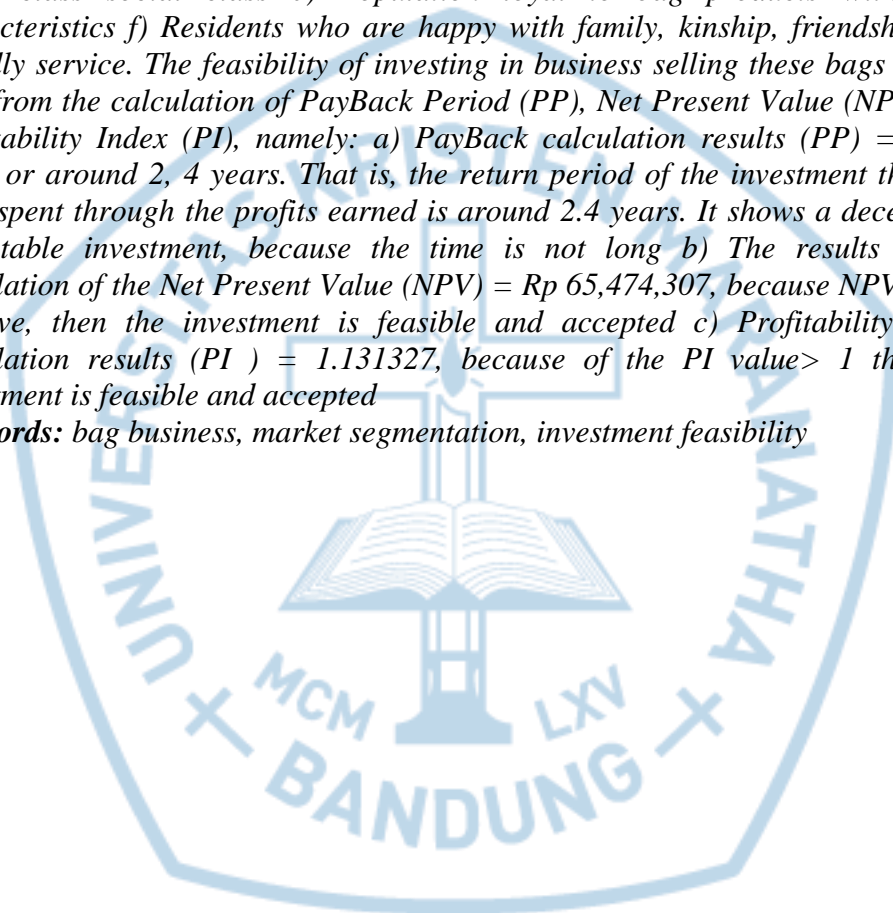 cteristics f) Residents who are happy with family, kinship, friendsh
lly service. The feasibility of investing in business selling these bags
from the calculation of PayBack Period (PP), Net Present Value (NP
tability Index (PI), namely: a) PayBack calculation results (PP) =
or around 2, 4 years. That is, the return period of the investment th
spent through the profits earned is around 2.4 years. It shows a dece
table investment, because the time is not long b) The results
lation of the Net Present Value (NPV) = Rp 65,474,307, because NPV
ve, then the investment is feasible and accepted c) Profitability
lation results (PI ) = 1.131327, because of the PI value> 1 th
tment is feasible and accepted
ords: bag business, market segmentation, investment feasibility
UNIVERSITAS KRISTEN MARANATHA
MCM LXV
BANDUNG